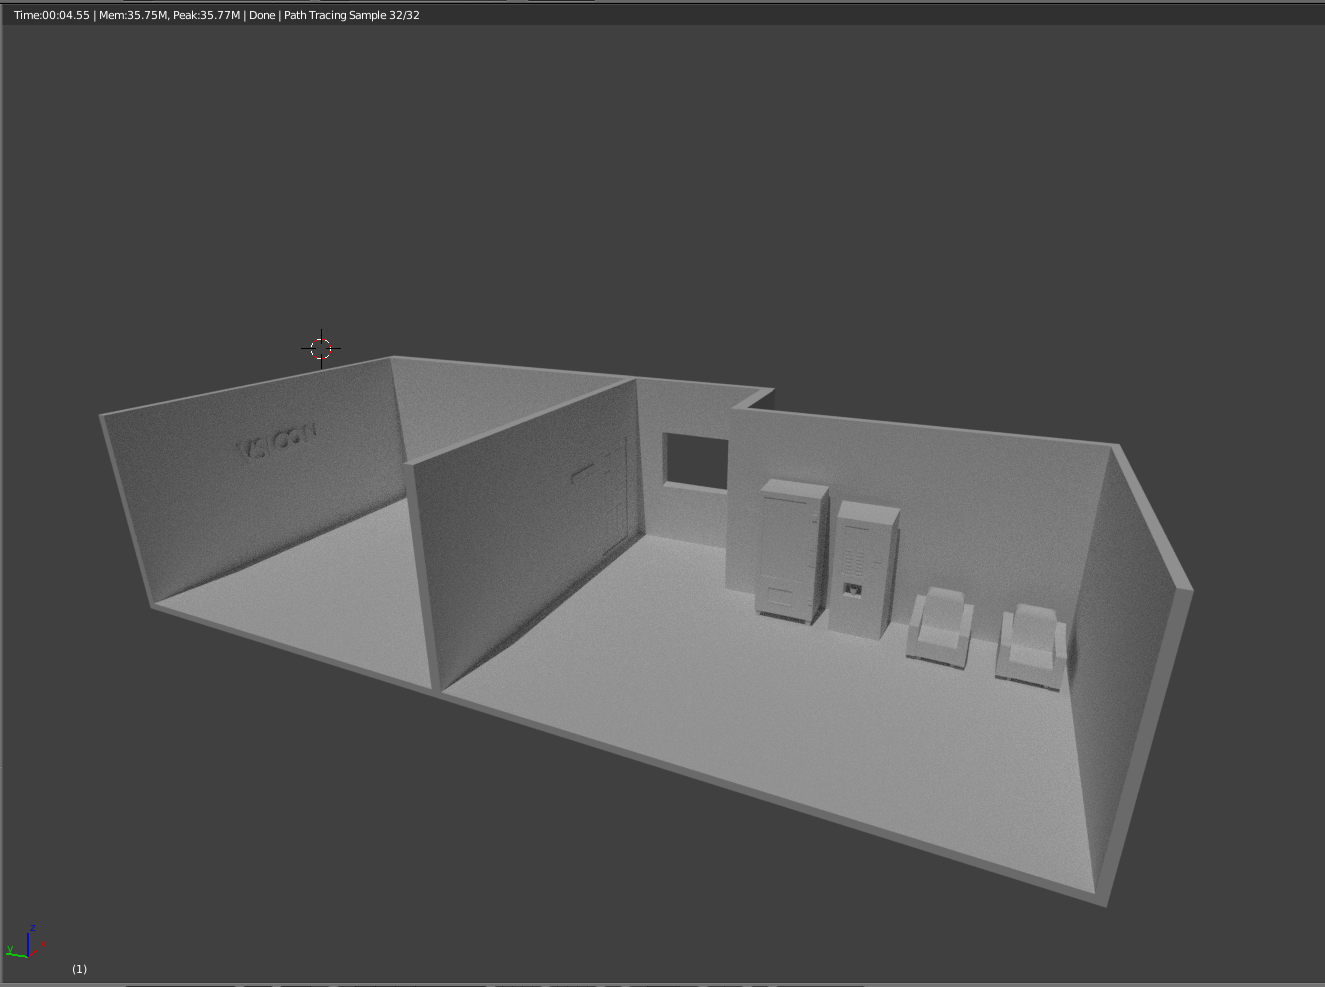 Time:00:04.55 | Mem:35.75M, Peak:35.77M | Done | Path Tracing Sample 32/32
z
y
x
(1)